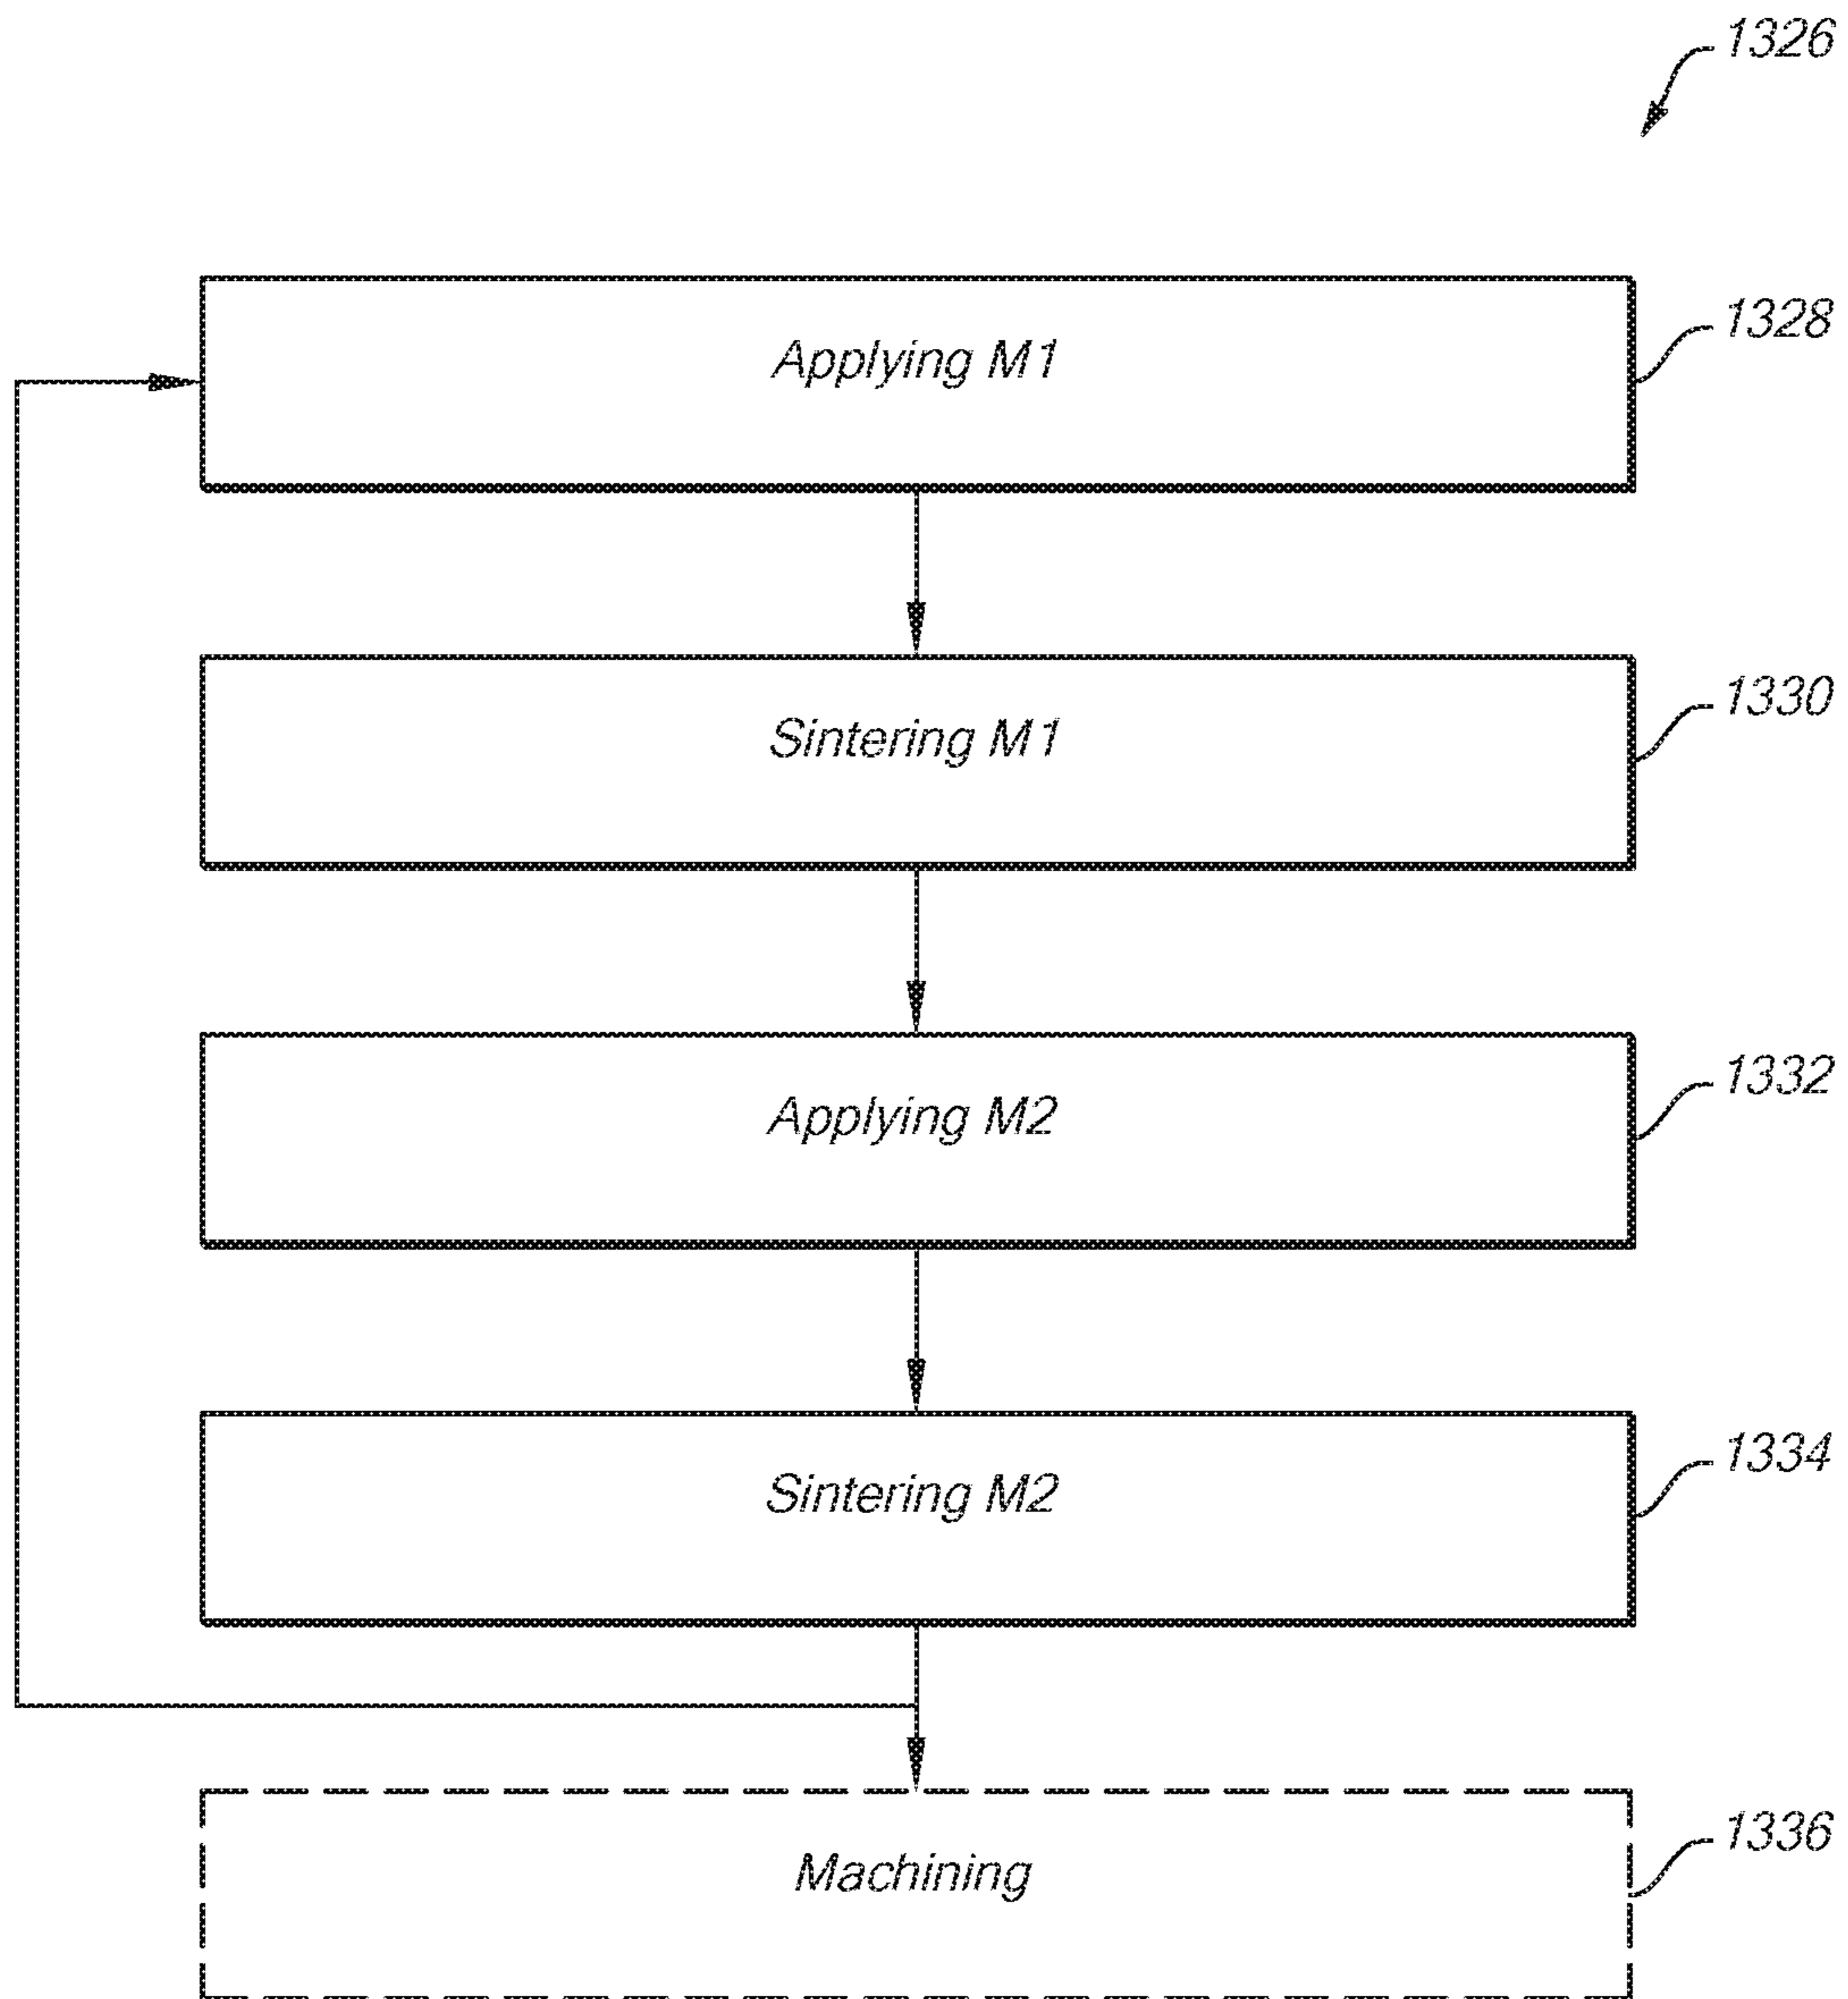 1326
Applying M1
1328
Sintering M1
1330
Applying M2
1332
Sintering M2
1334
Machining
1336